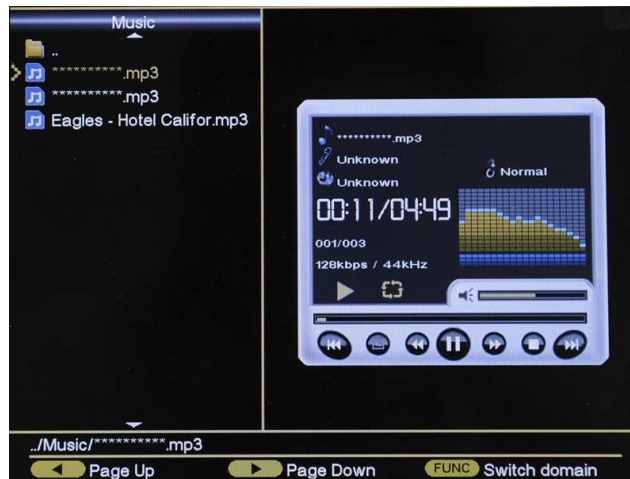 Music
..
**********.mp3
**********.mp3
Eagles - Hotel Califor.mp3
**********.mp3
Unknown
Unknown
Normal
00:11/04:49
001/003
128kbps / 44kHz
../Music/**********.mp3
Page Up
Page Down
FUNC Switch domain